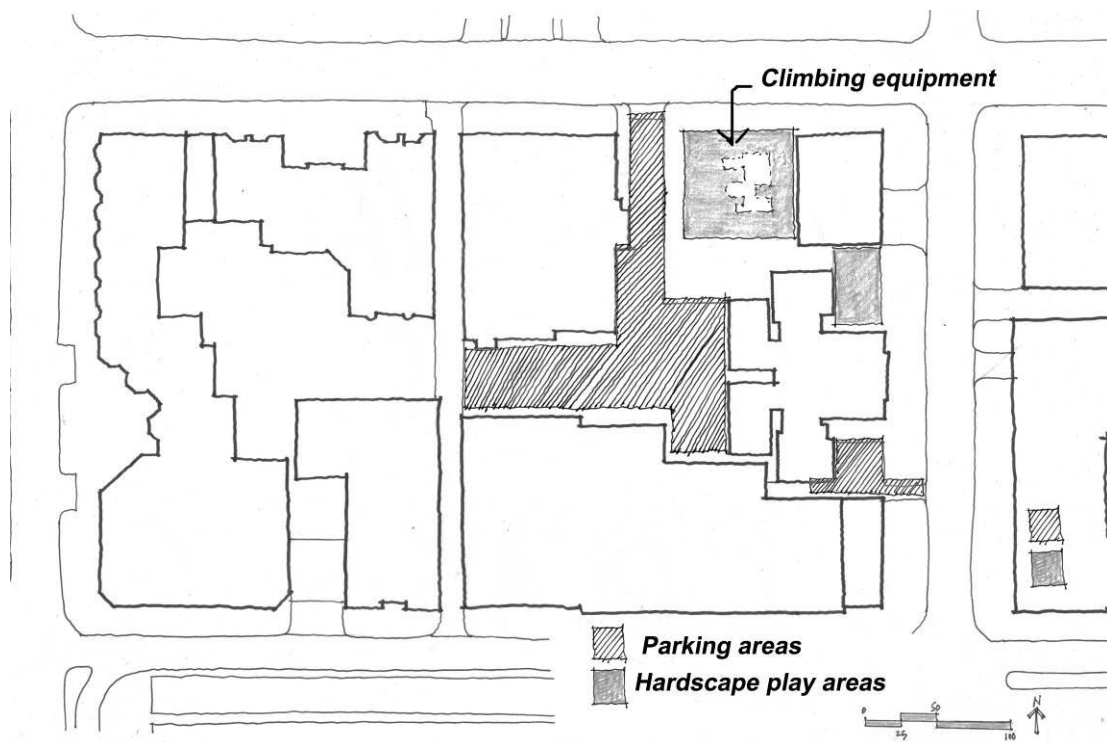 Climbing equipment
Parking areas
Hardscape play areas
0 50
25 100
N